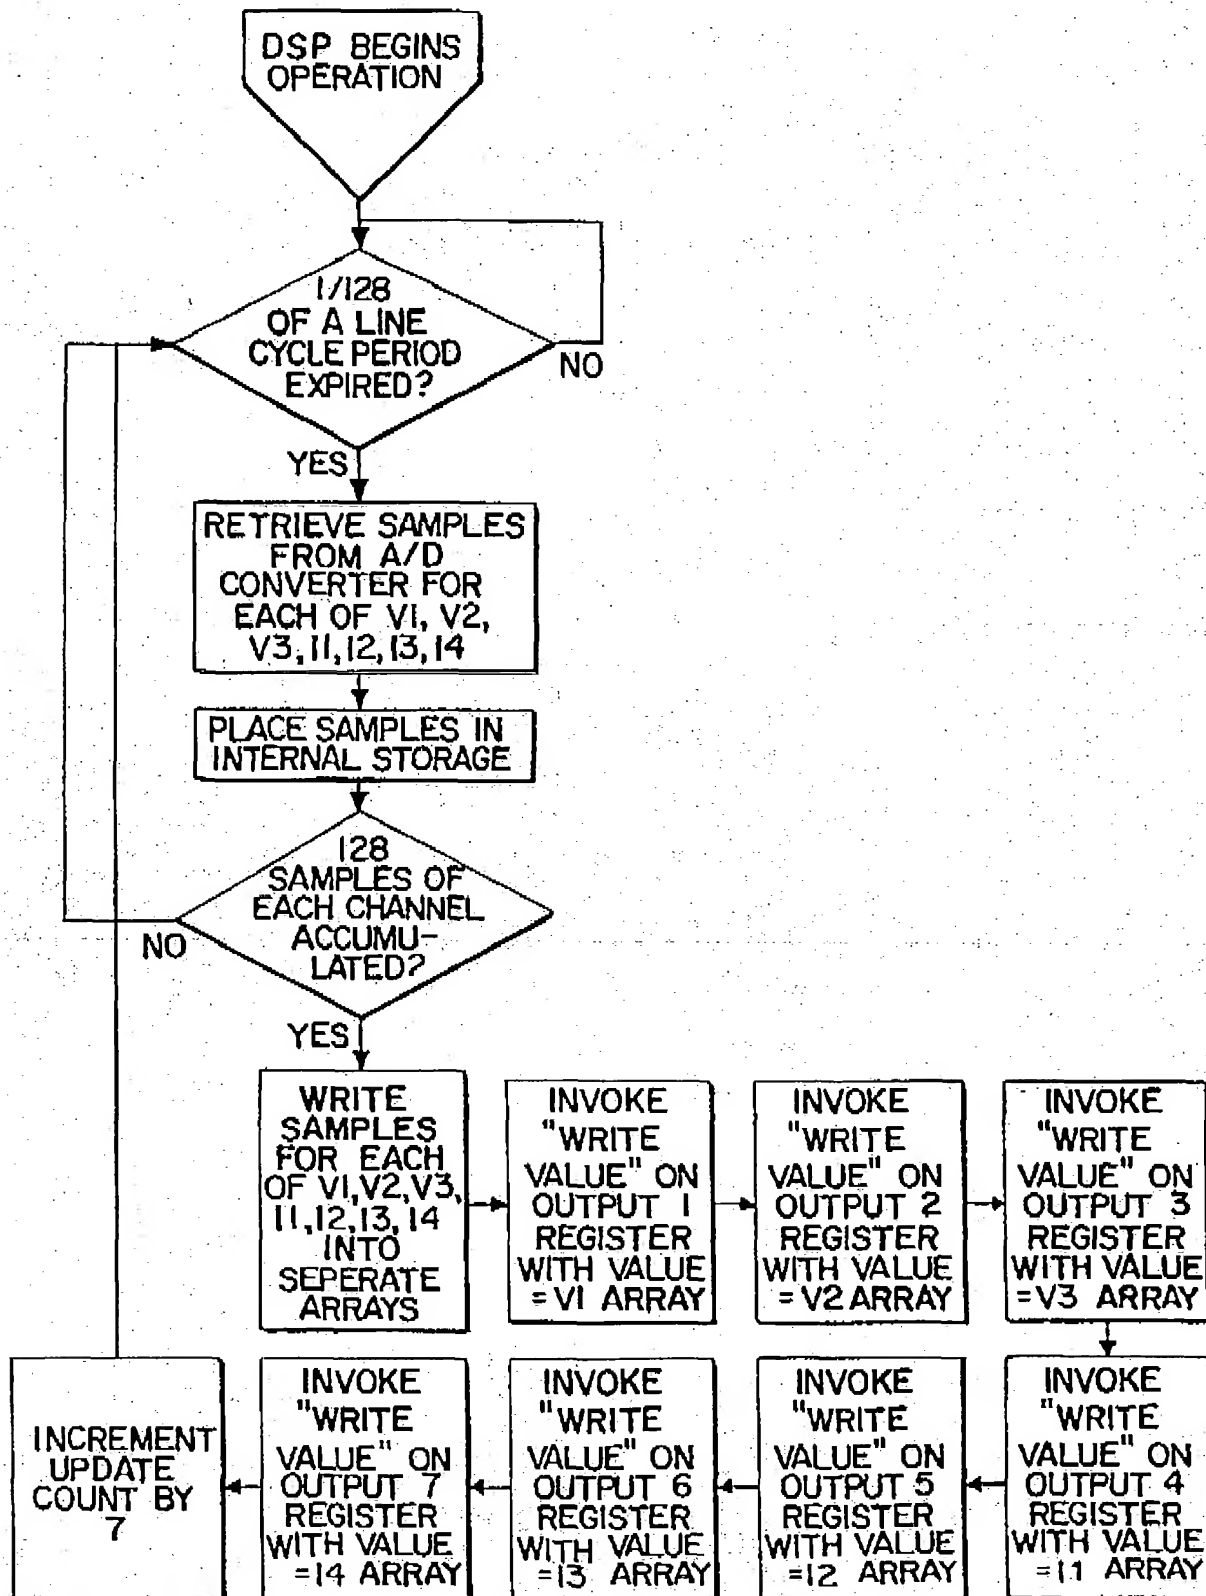 DSP BEGINS
OPERATION
1/128
OF A LINE
CYCLE PERIOD
EXPIRED?
NO
YES
RETRIEVE SAMPLES
FROM A/D
CONVERTER FOR
EACH OF V1, V2,
V3, I1, I2, I3, I4
PLACE SAMPLES IN
INTERNAL STORAGE
128
SAMPLES OF
EACH CHANNEL
ACCUMU-
LATED?
NO
YES
WRITE
SAMPLES
FOR EACH
OF V1, V2, V3,
I1, I2, I3, I4
INTO
SEPERATE
ARRAYS
INVOKE
"WRITE
VALUE" ON
OUTPUT 1
REGISTER
WITH VALUE
=V1 ARRAY
INVOKE
"WRITE
VALUE" ON
OUTPUT 2
REGISTER
WITH VALUE
=V2 ARRAY
INVOKE
"WRITE
VALUE" ON
OUTPUT 3
REGISTER
WITH VALUE
=V3 ARRAY
INVOKE
"WRITE
VALUE" ON
OUTPUT 4
REGISTER
WITH VALUE
=I1 ARRAY
INVOKE
"WRITE
VALUE" ON
OUTPUT 5
REGISTER
WITH VALUE
=I2 ARRAY
INVOKE
"WRITE
VALUE" ON
OUTPUT 6
REGISTER
WITH VALUE
=I3 ARRAY
INVOKE
"WRITE
VALUE" ON
OUTPUT 7
REGISTER
WITH VALUE
=I4 ARRAY
INCREMENT
UPDATE
COUNT BY
7